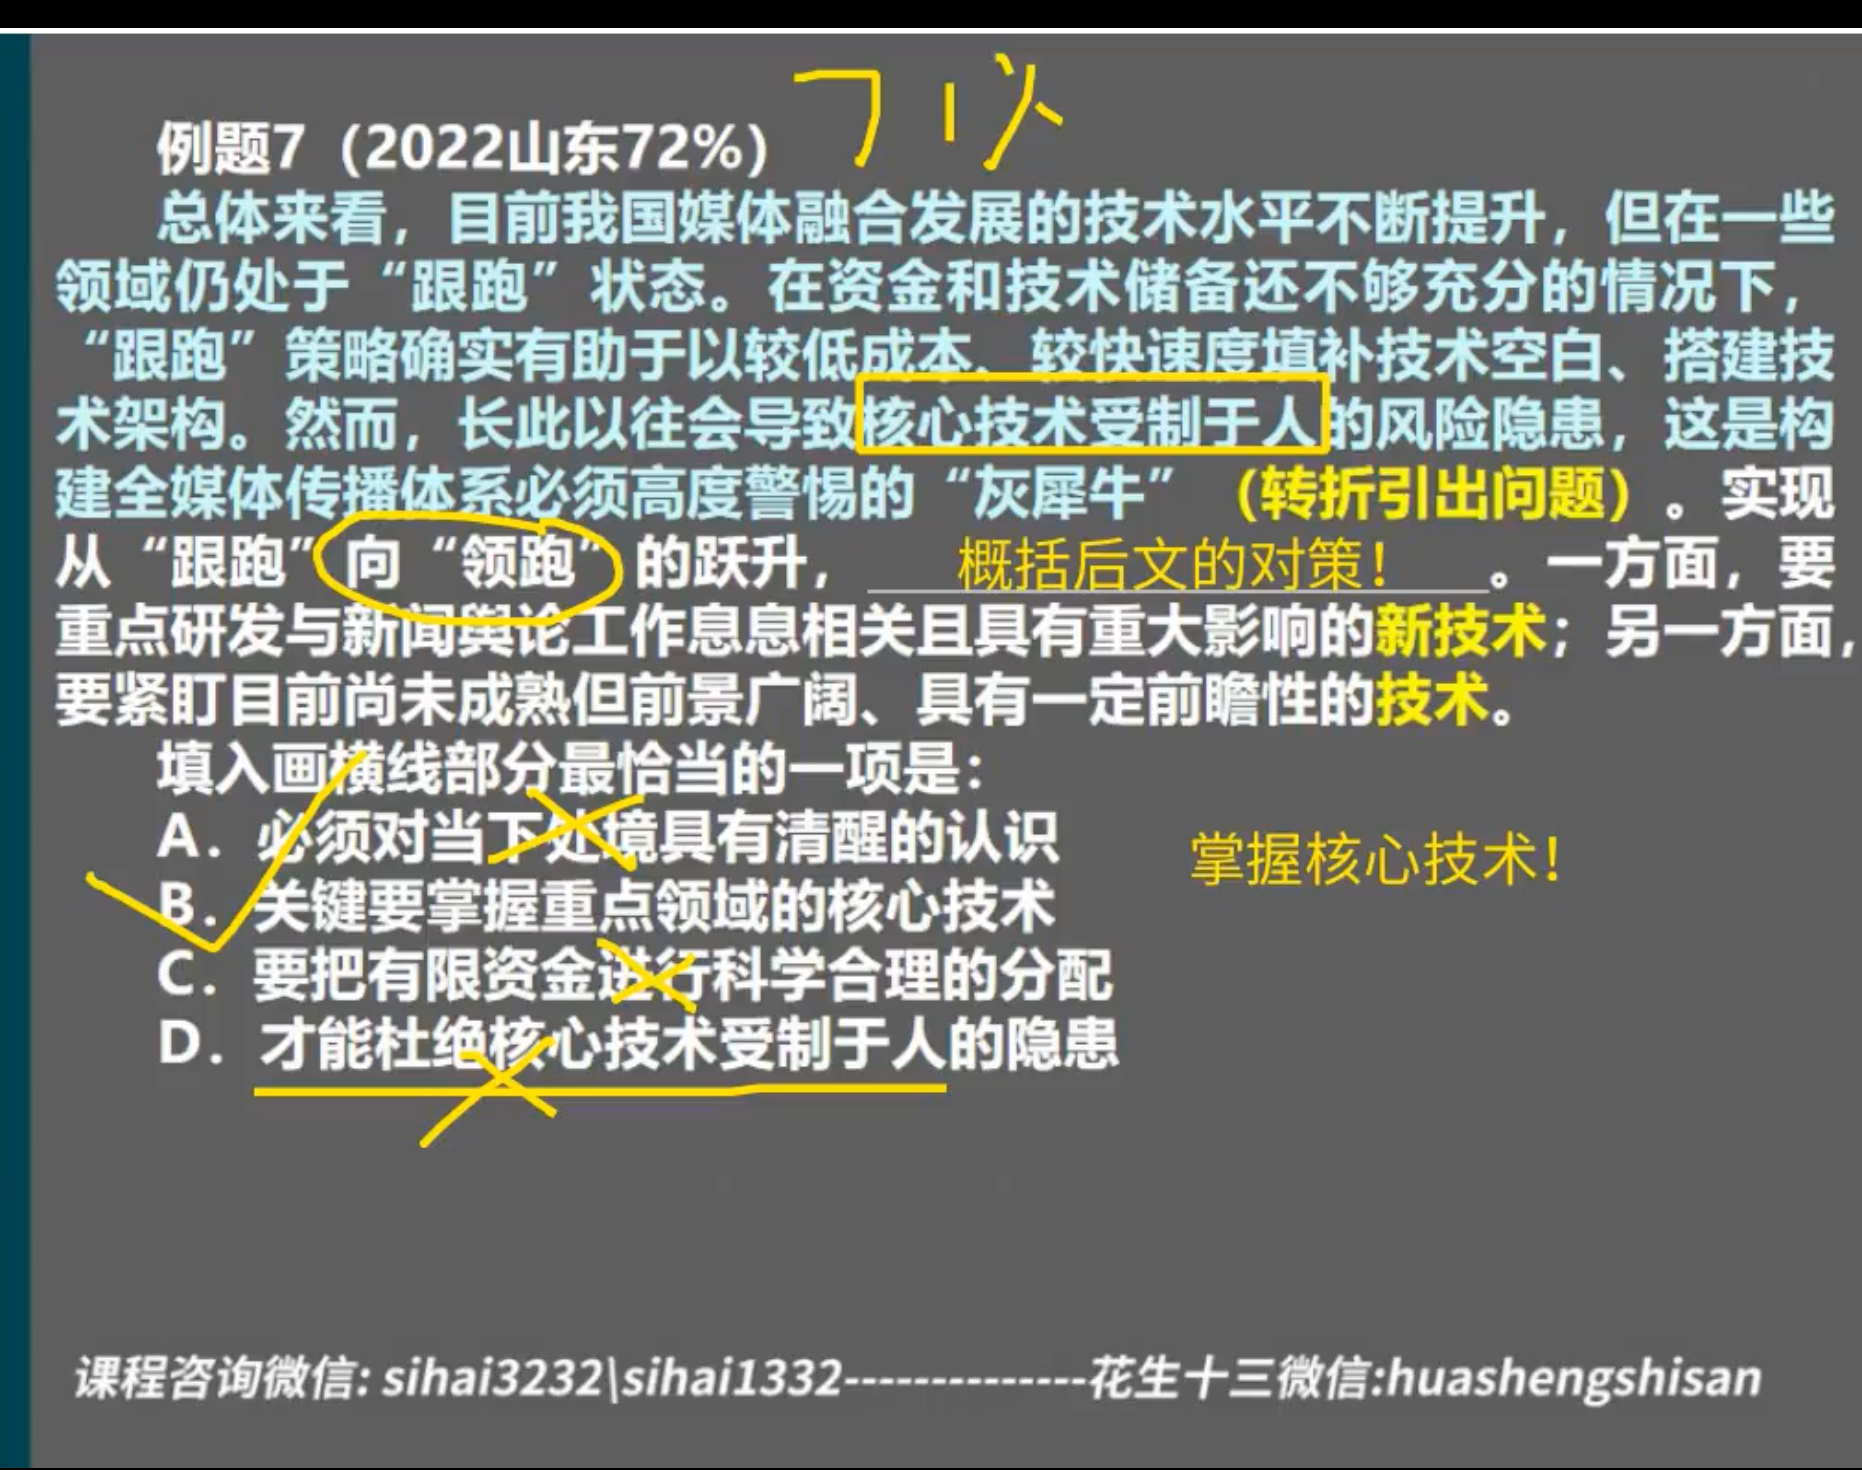 例题7（2022山东72%）
总体来看，目前我国媒体融合发展的技术水平不断提升，但在一些
领域仍处于“跟跑”状态。在资金和技术储备还不够充分的情况下，
“跟跑”策略确实有助于以较低成本、较快速度填补技术空白、搭建技
术架构。然而，长此以往会导致核心技术受制于人的风险隐患，这是构
建全媒体传播体系必须高度警惕的“灰犀牛”（转折引出问题）。实现
从“跟跑”向“领跑”的跃升，概括后文的对策！。一方面，要
重点研发与新闻舆论工作息息相关且具有重大影响的新技术；另一方面，
要紧盯目前尚未成熟但前景广阔、具有一定前瞻性的技术。
填入画横线部分最恰当的一项是：
A．必须对当下处境具有清醒的认识
掌握核心技术！
B．关键要掌握重点领域的核心技术
C．要把有限资金进行科学合理的分配
D．才能杜绝核心技术受制于人的隐患
课程咨询微信: sihai3232\sihai1332--------------花生十三微信:huashengshisan